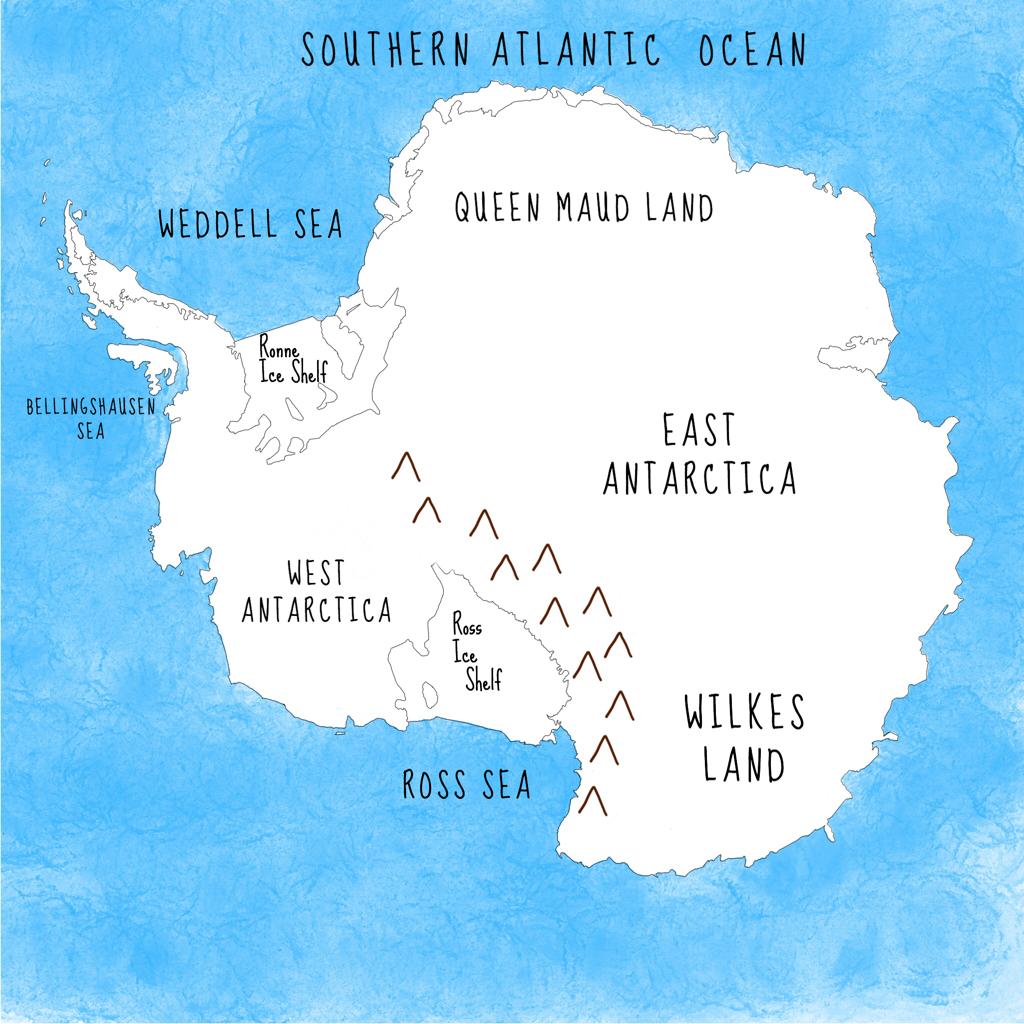 SOUTHERN ATLANTIC OCEAN
QUEEN MAUD LAND
WEDDELL SEA
Ronne
Ice Shelf
BELLINGSHAUSEN
SEA
EAST
ANTARCTICA
WEST
ANTARCTICA
Ross
Ice
Shelf
WILKES
LAND
ROSS SEA